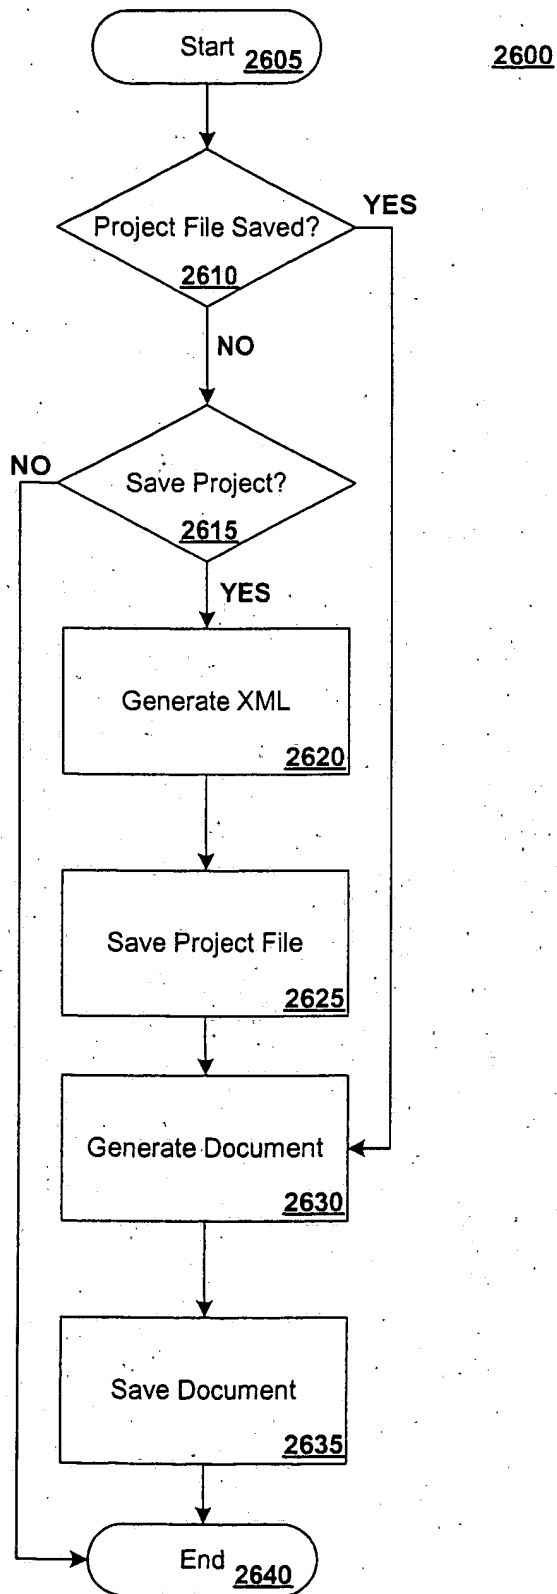 Start 2605
2600
Project File Saved?
YES
2610
NO
NO
Save Project?
2615
YES
Generate XML
2620
Save Project File
2625
Generate Document
2630
Save Document
2635
End 2640